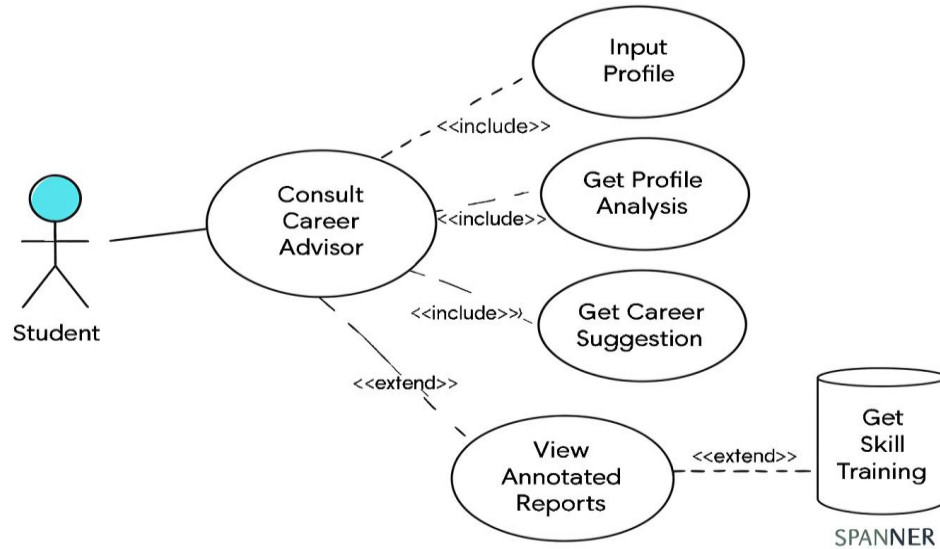 Input
Profile
<<include>>
Consult
Career
Advisor
Get Profile
Analysis
<<include>>
Get Career
Suggestion
<<include>>
Student
<<extend>>
View
Annotated
Reports
<<extend>>
Get
Skill
Training
SPANNER